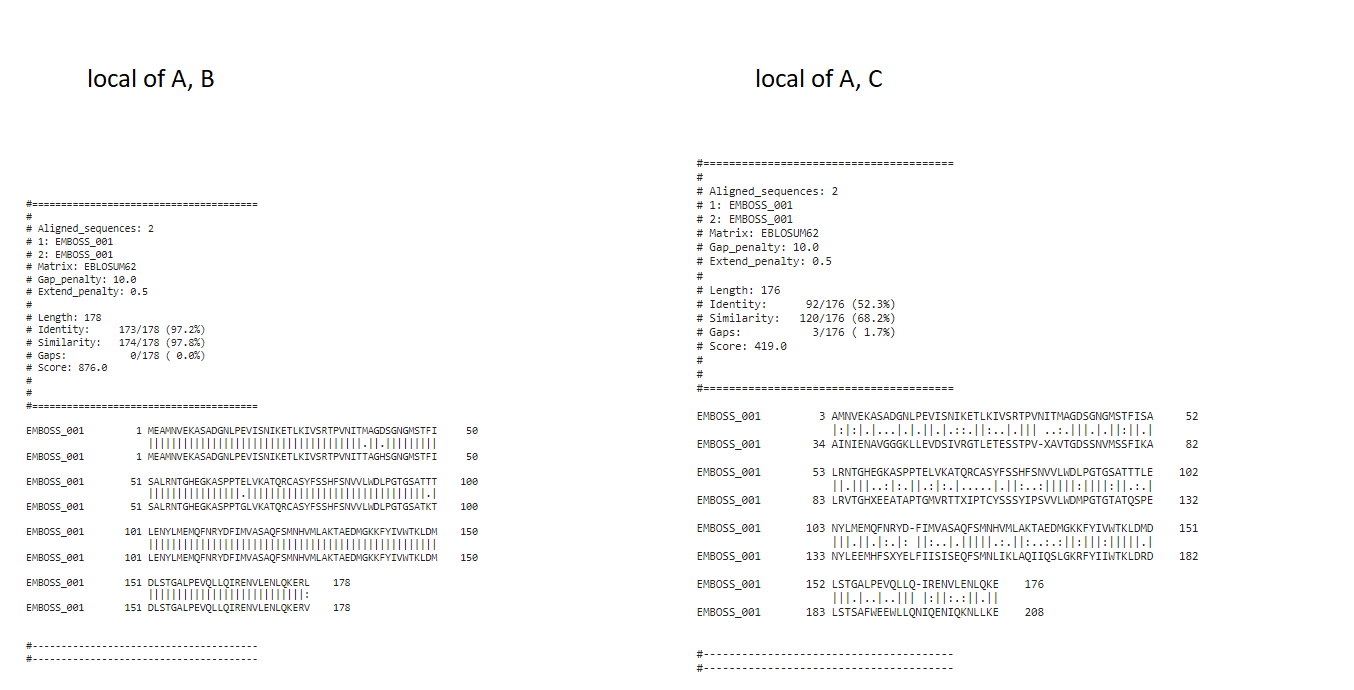 local of A, B
#=======================================
#
# Aligned_sequences: 2
# 1: EMBOSS_001
# 2: EMBOSS_001
# Matrix: EBLOSUM62
# Gap_penalty: 10.0
# Extend_penalty: 0.5
#
# Length: 178
# Identity:     173/178 (97.2%)
# Similarity:   174/178 (97.8%)
# Gaps:           0/178 ( 0.0%)
# Score: 876.0
#
#
#=======================================
EMBOSS_001         1 MEAMNVEKASADGNLPEVISNIKETLKIVSRTPVNITMAGDSGNGMSTFI     50
                     |||||||||||||||||||||||||||||||||||||.||.|||||||||
EMBOSS_001         1 MEAMNVEKASADGNLPEVISNIKETLKIVSRTPVNITTAGHSGNGMSTFI     50
EMBOSS_001        51 SALRNTGHEGKASPPTELVKATQRCASYFSSHFSNVVLWDLPGTGSATTT    100
                     ||||||||||||||||.|||||||||||||||||||||||||||||||.|
EMBOSS_001        51 SALRNTGHEGKASPPTGLVKATQRCASYFSSHFSNVVLWDLPGTGSATKT    100
EMBOSS_001       101 LENYLMEMQFNRYDFIMVASAQFSMNHVMLAKTAEDMGKKFYIVWTKLDM    150
                     ||||||||||||||||||||||||||||||||||||||||||||||||||
EMBOSS_001       101 LENYLMEMQFNRYDFIMVASAQFSMNHVMLAKTAEDMGKKFYIVWTKLDM    150
EMBOSS_001       151 DLSTGALPEVQLLQIRENVLENLQKERL    178
                     |||||||||||||||||||||||||||:
EMBOSS_001       151 DLSTGALPEVQLLQIRENVLENLQKERV    178
#---------------------------------------
#---------------------------------------
local of A, C
#=======================================
#
# Aligned_sequences: 2
# 1: EMBOSS_001
# 2: EMBOSS_001
# Matrix: EBLOSUM62
# Gap_penalty: 10.0
# Extend_penalty: 0.5
#
# Length: 176
# Identity:      92/176 (52.3%)
# Similarity:   120/176 (68.2%)
# Gaps:           3/176 ( 1.7%)
# Score: 419.0
#
#
#=======================================
EMBOSS_001         3 AMNVEKASADGNLPEVISNIKETLKIVSRTPVNITMAGDSGNGMSTFISA     52
                     |:|:|.|...|.|.||.|.::.||:..|.||| ..:.|||.|.||:||.|
EMBOSS_001        34 AINIENAVGGGKLLEVDSIVRGTLETESSTPV-XAVTGDSSNVMSSFIKA     82
EMBOSS_001        53 LRNTGHEGKASPPTELVKATQRCASYFSSHFSNVVLWDLPGTGSATTTLE    102
                     ||.|||..:||.:|:.|.....|.||:..:|||||:||||:||.:.|
EMBOSS_001        83 LRVTGHXEEATAPTGMVRTTXIPTCYSSSYIPSVVLWDMPGTGTATQSPE    132
EMBOSS_001       103 NYLMEMQFNRYD-FIMVASAQFSMNHVMLAKTAEDMGKKFYIVWTKLDMD    151
                     |||.||.|:.|: ||:..|.|||||.:.||..:.:||:|||:|||||.|
EMBOSS_001       133 NYLEEMHFSXYELFIISISEQFSMNLIKLAQIIQSLGKRFYIIWTKLDRD    182
EMBOSS_001       152 LSTGALPEVQLLQ-IRENVLENLQKE    176
                     |||.|..|..||| |:||:.:||.||
EMBOSS_001       183 LSTSAFWEEWLLQNIQENIQKNLLKE    208
#---------------------------------------
#---------------------------------------